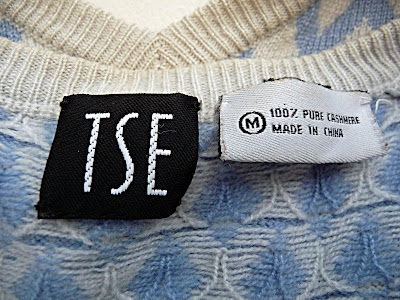 TSE
M 100% PURE CASHMERE
MADE IN CHINA